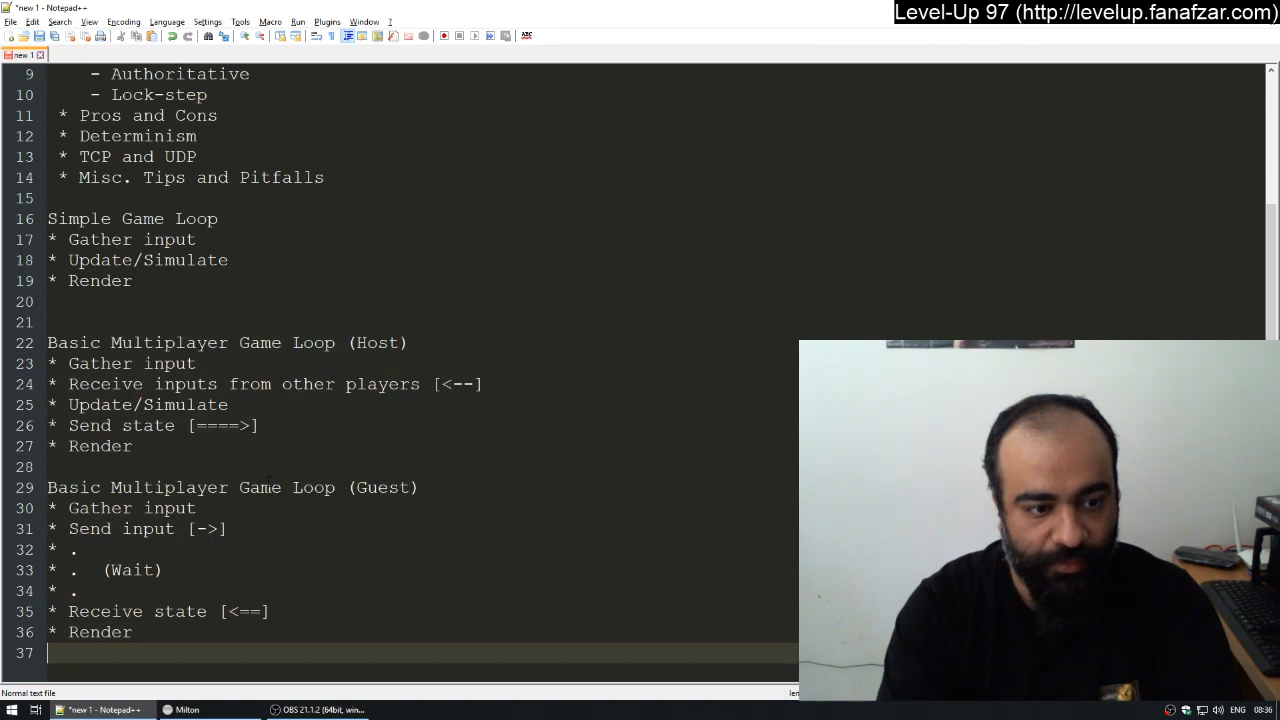 *new 1 - Notepad++
Level-Up 97 (http://levelup.fanafzar.com)
File Edit Search View Encoding Language Settings Tools Macro Run Plugins Window ?
new 1
9 - Authoritative
10 - Lock-step
11 * Pros and Cons
12 * Determinism
13 * TCP and UDP
14 * Misc. Tips and Pitfalls
15
16 Simple Game Loop
17 * Gather input
18 * Update/Simulate
19 * Render
20
21
22 Basic Multiplayer Game Loop (Host)
23 * Gather input
24 * Receive inputs from other players [<--]
25 * Update/Simulate
26 * Send state [====>]
27 * Render
28
29 Basic Multiplayer Game Loop (Guest)
30 * Gather input
31 * Send input [->]
32 * .
33 * .  (Wait)
34 * .
35 * Receive state [<==]
36 * Render
37
Normal text file
*new 1 - Notepad++ Milton OBS 21.1.2 (64bit, win... ENG 08:36